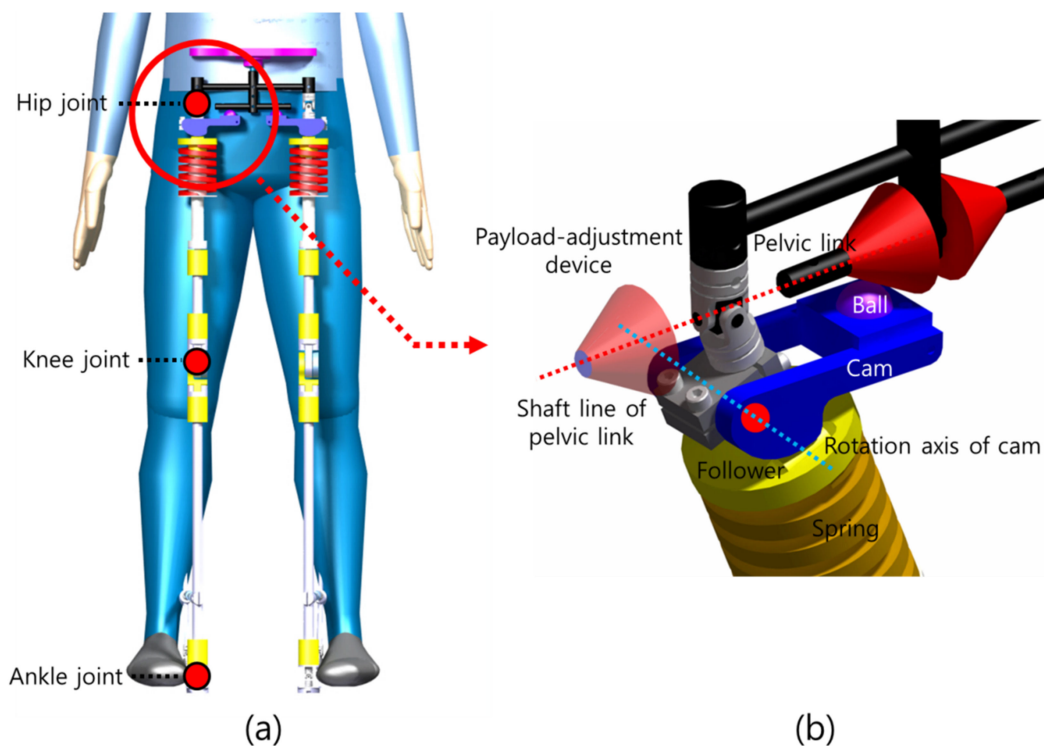 Hip joint
Knee joint
Ankle joint
(a)
Payload-adjustment
device
Pelvic link
Ball
Cam
Shaft line of
pelvic link
Rotation axis of cam
Follower
Spring
(b)